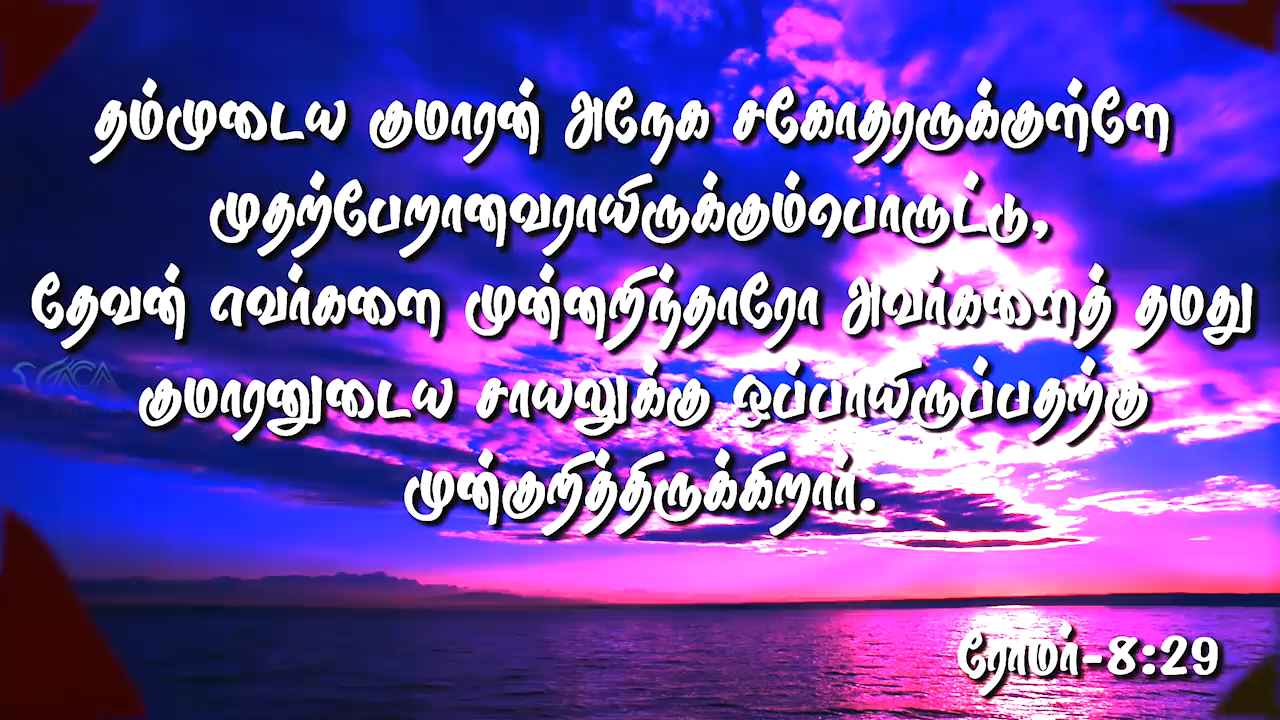 தம்முடைய குமாரன் அநேக சகோதரருக்குள்ளே
முதற்பேறானவராயிருக்கும்பொருட்டு,
தேவன் எவர்களை முன்னறிந்தாரோ அவர்களைத் தமது
குமாரனுடைய சாயலுக்கு ஒப்பாயிருப்பதற்கு
முன்குறித்திருக்கிறார்.
ரோமர்-8:29